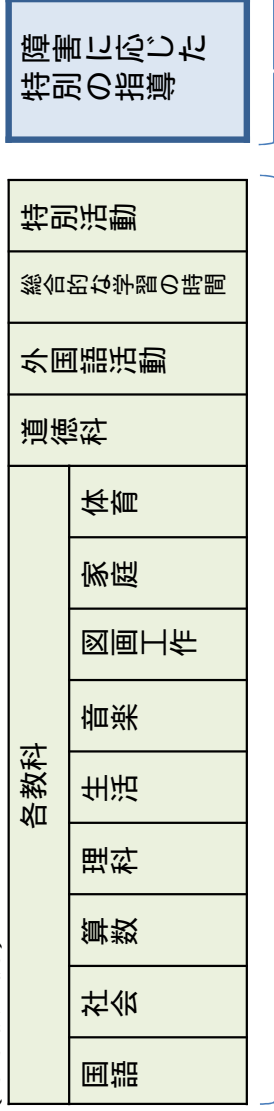 各教科
国語
社会
算数
理科
生活
音楽
図画工作
家庭
体育
道徳科
外国語活動
総合的な学習の時間
特別活動
障害に応じた
特別の指導